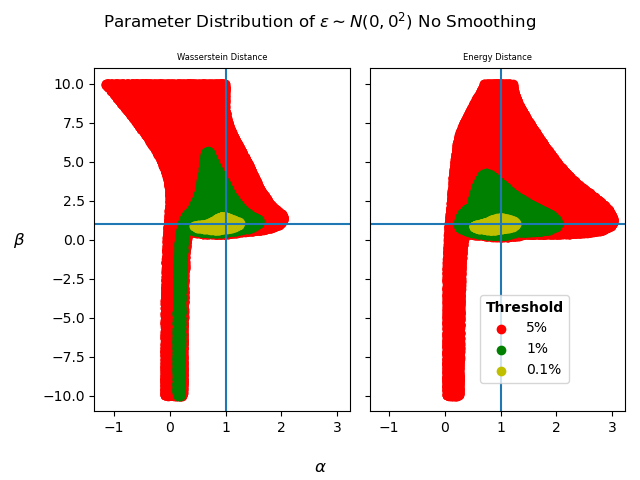 Parameter Distribution of ε ~ N(0, 0²) No Smoothing
Wasserstein Distance
Energy Distance
10.0
7.5
5.0
2.5
0.0
−2.5
−5.0
−7.5
−10.0
β
Threshold
5%
1%
0.1%
−1 0 1 2 3
−1 0 1 2 3
α